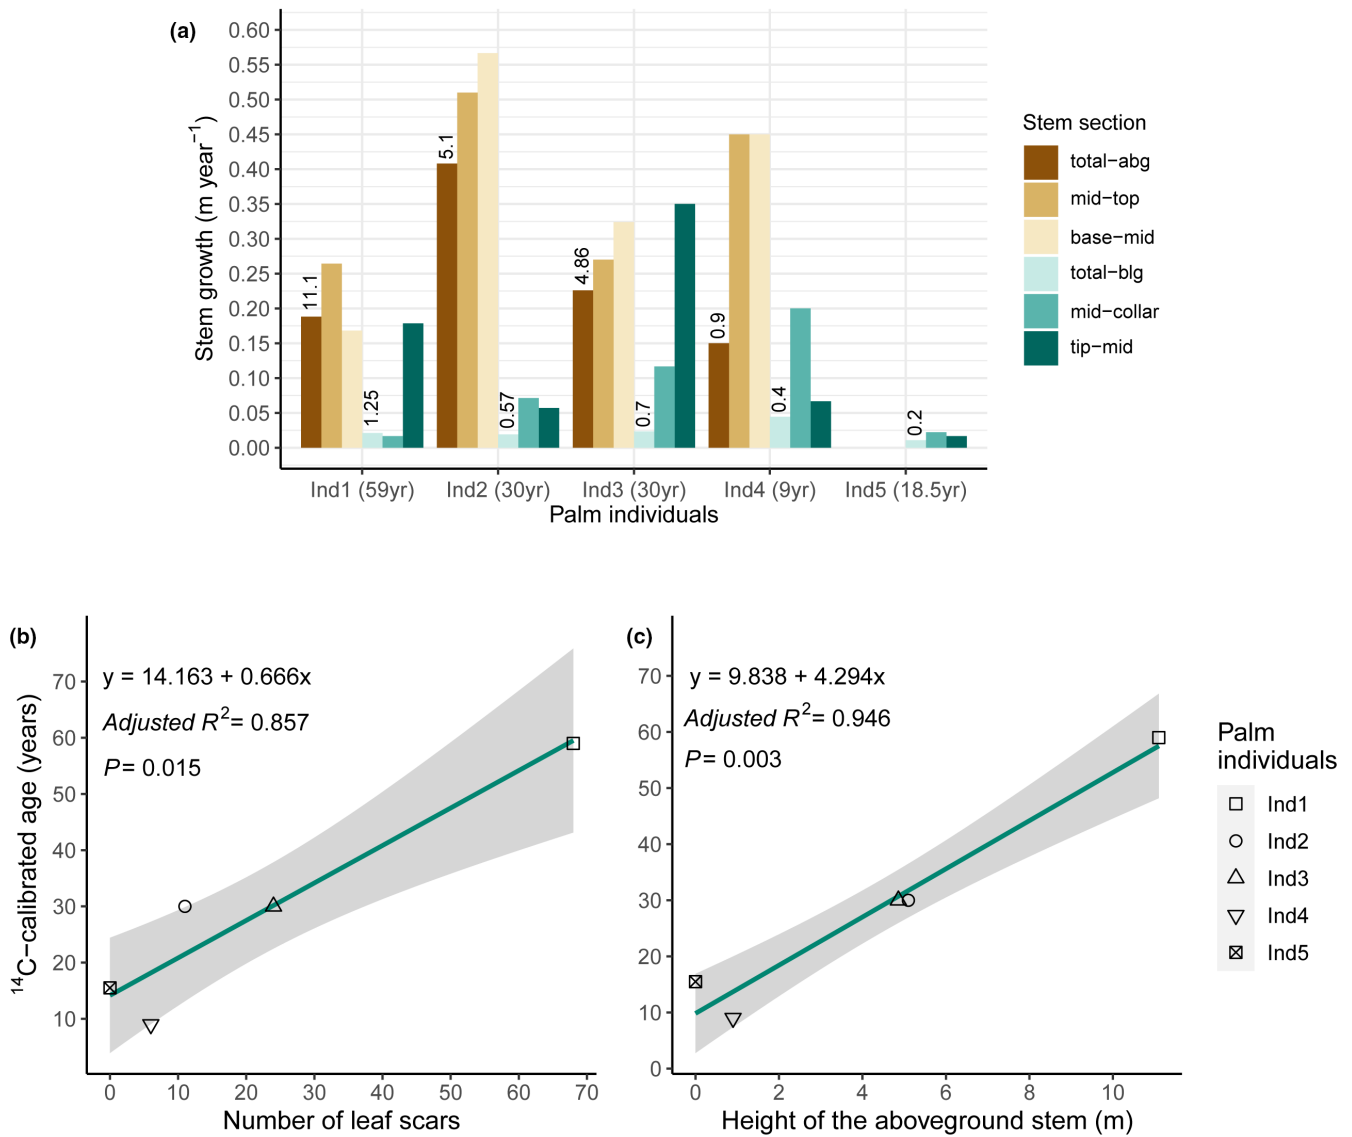 (a)
Stem growth (m year−1)
0.60
0.55
0.50
0.45
0.40
0.35
0.30
0.25
0.20
0.15
0.10
0.05
0.00
11.1
1.25
5.1
0.57
4.86
0.7
0.9
0.4
0.2
Ind1 (59yr) Ind2 (30yr) Ind3 (30yr) Ind4 (9yr) Ind5 (18.5yr)
Palm individuals
Stem section
total−abg
mid−top
base−mid
total−blg
mid−collar
tip−mid
(b)
14C−calibrated age (years)
y = 14.163 + 0.666x
Adjusted R2= 0.857
P= 0.015
70
60
50
40
30
20
10
0 10 20 30 40 50 60 70
Number of leaf scars
(c)
y = 9.838 + 4.294x
Adjusted R2= 0.946
P= 0.003
70
60
50
40
30
20
10
0
0 2 4 6 8 10
Height of the aboveground stem (m)
Palm
individuals
Ind1
Ind2
Ind3
Ind4
Ind5